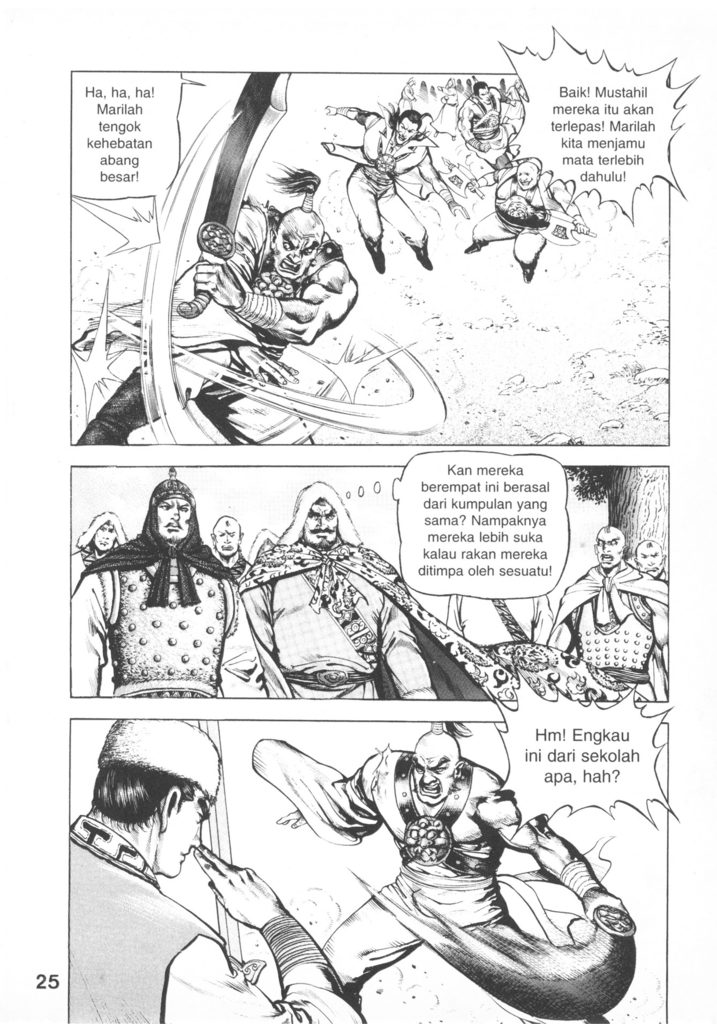 Ha, ha, ha!
Marilah
tengok
kehebatan
abang
besar!
Baik! Mustahil
mereka itu akan
terlepas! Marilah
kita menjamu
mata terlebih
dahulu!
Kan mereka
berempat ini berasal
dari kumpulan yang
sama? Nampaknya
mereka lebih suka
kalau rakan mereka
ditimpa oleh sesuatu!
Hm! Engkau
ini dari sekolah
apa, hah?
25